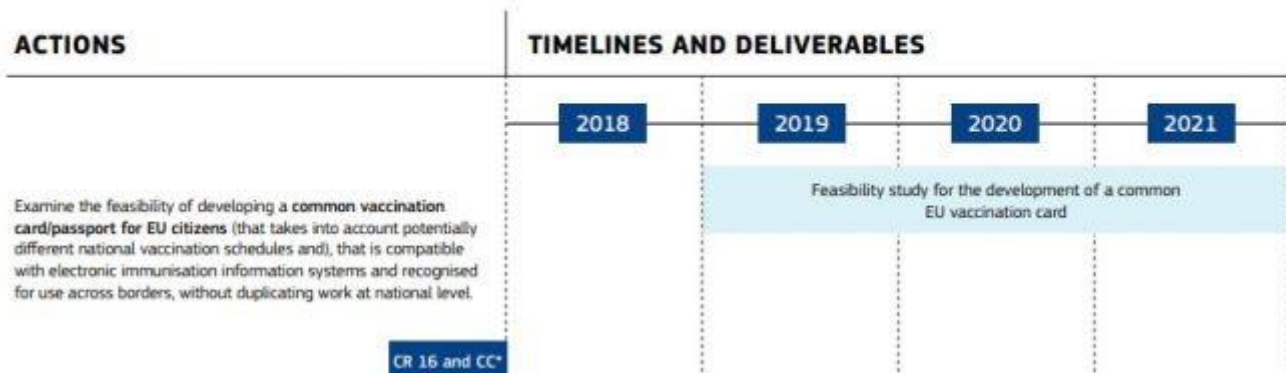 ACTIONS
TIMELINES AND DELIVERABLES
2018
2019
2020
2021
Feasibility study for the development of a common
EU vaccination card
Examine the feasibility of developing a common vaccination
card/passport for EU citizens (that takes into account potentially
different national vaccination schedules and), that is compatible
with electronic immunisation information systems and recognised
for use across borders, without duplicating work at national level.
CR 16 and CC*